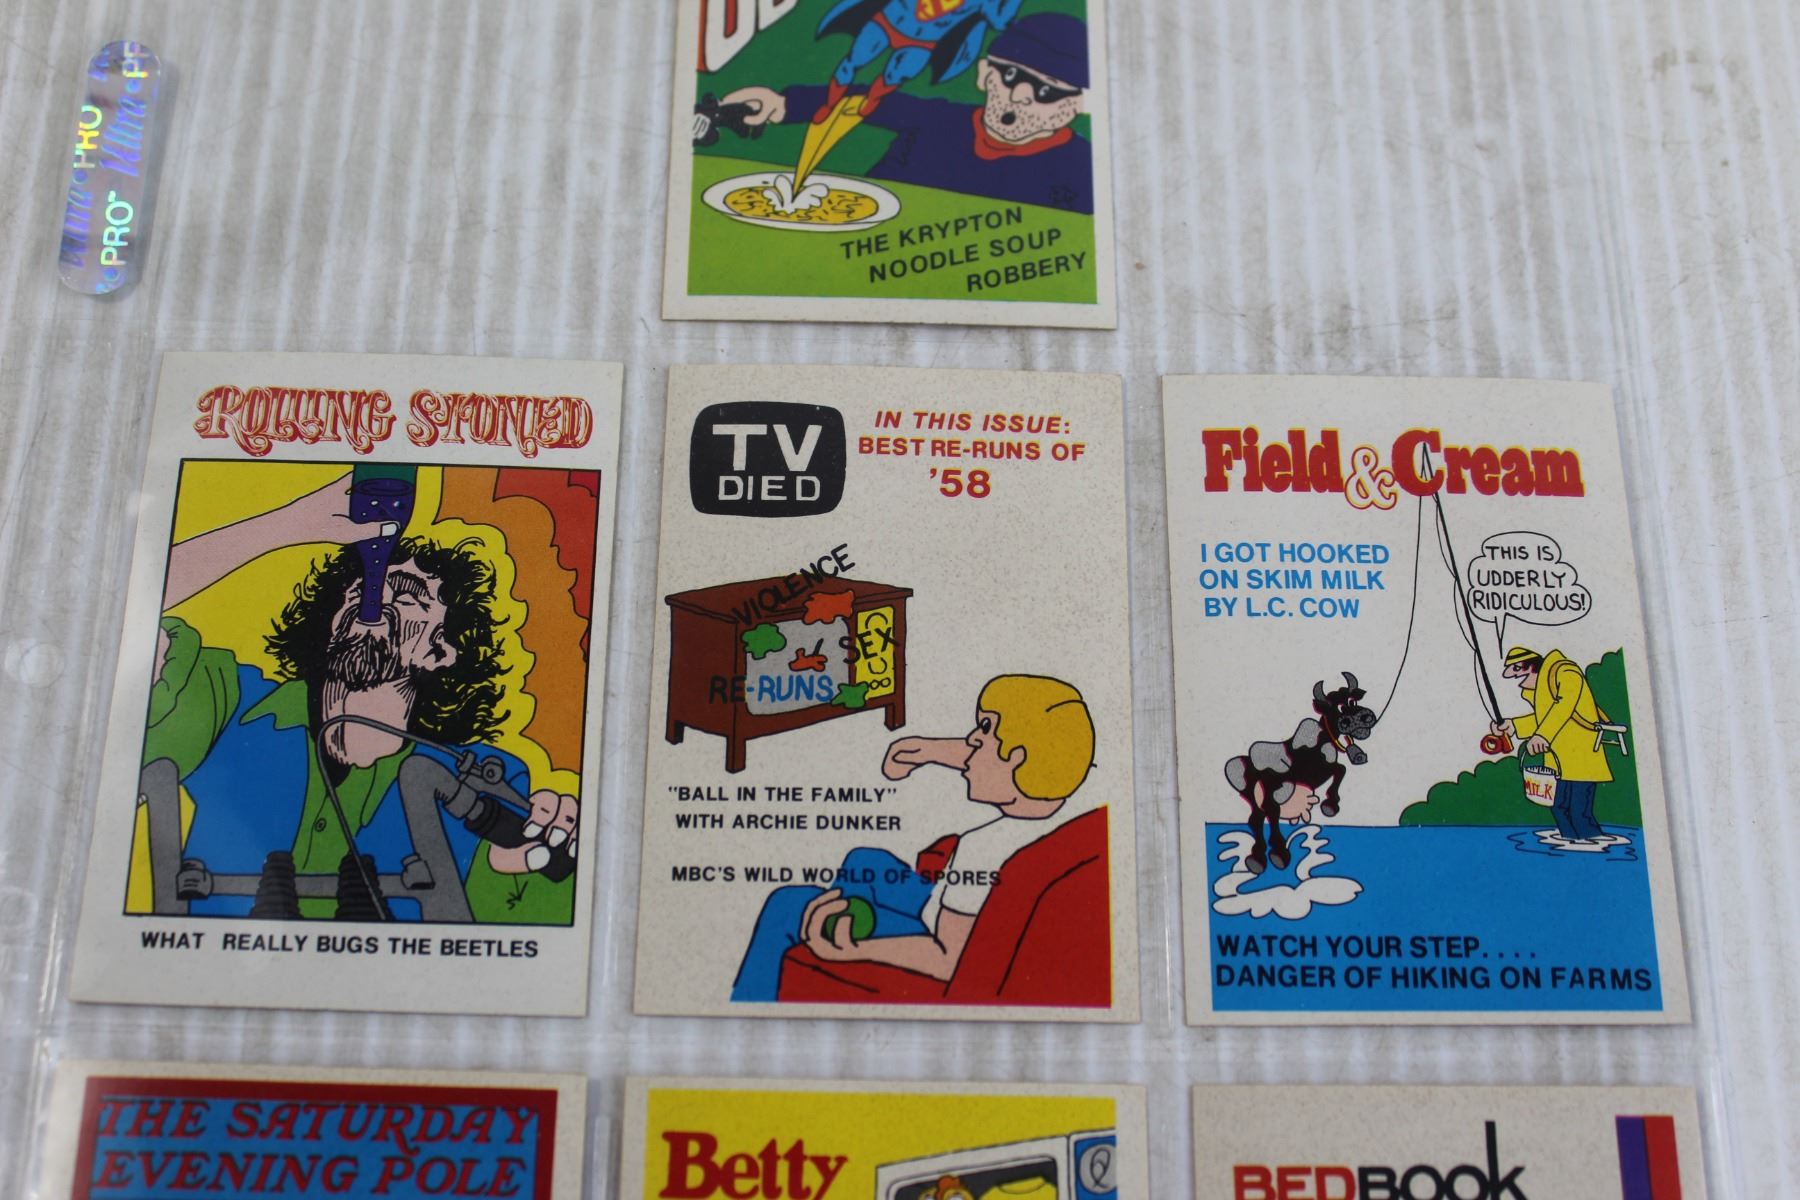 THE KRYPTON
NOODLE SOUP
ROBBERY
Ultra•PRO
PRO™ Ultra
ROLLING STONED
WHAT REALLY BUGS THE BEETLES
TV
DIED
IN THIS ISSUE:
BEST RE-RUNS OF
'58
VIOLENCE
SEX
RE-RUNS
"BALL IN THE FAMILY"
WITH ARCHIE DUNKER
MBC'S WILD WORLD OF SPORES
Field & Cream
I GOT HOOKED
ON SKIM MILK
BY L.C. COW
THIS IS
UDDERLY
RIDICULOUS!
MILK
WATCH YOUR STEP....
DANGER OF HIKING ON FARMS
THE SATURDAY
EVENING POLE
Betty
BEDBOOK